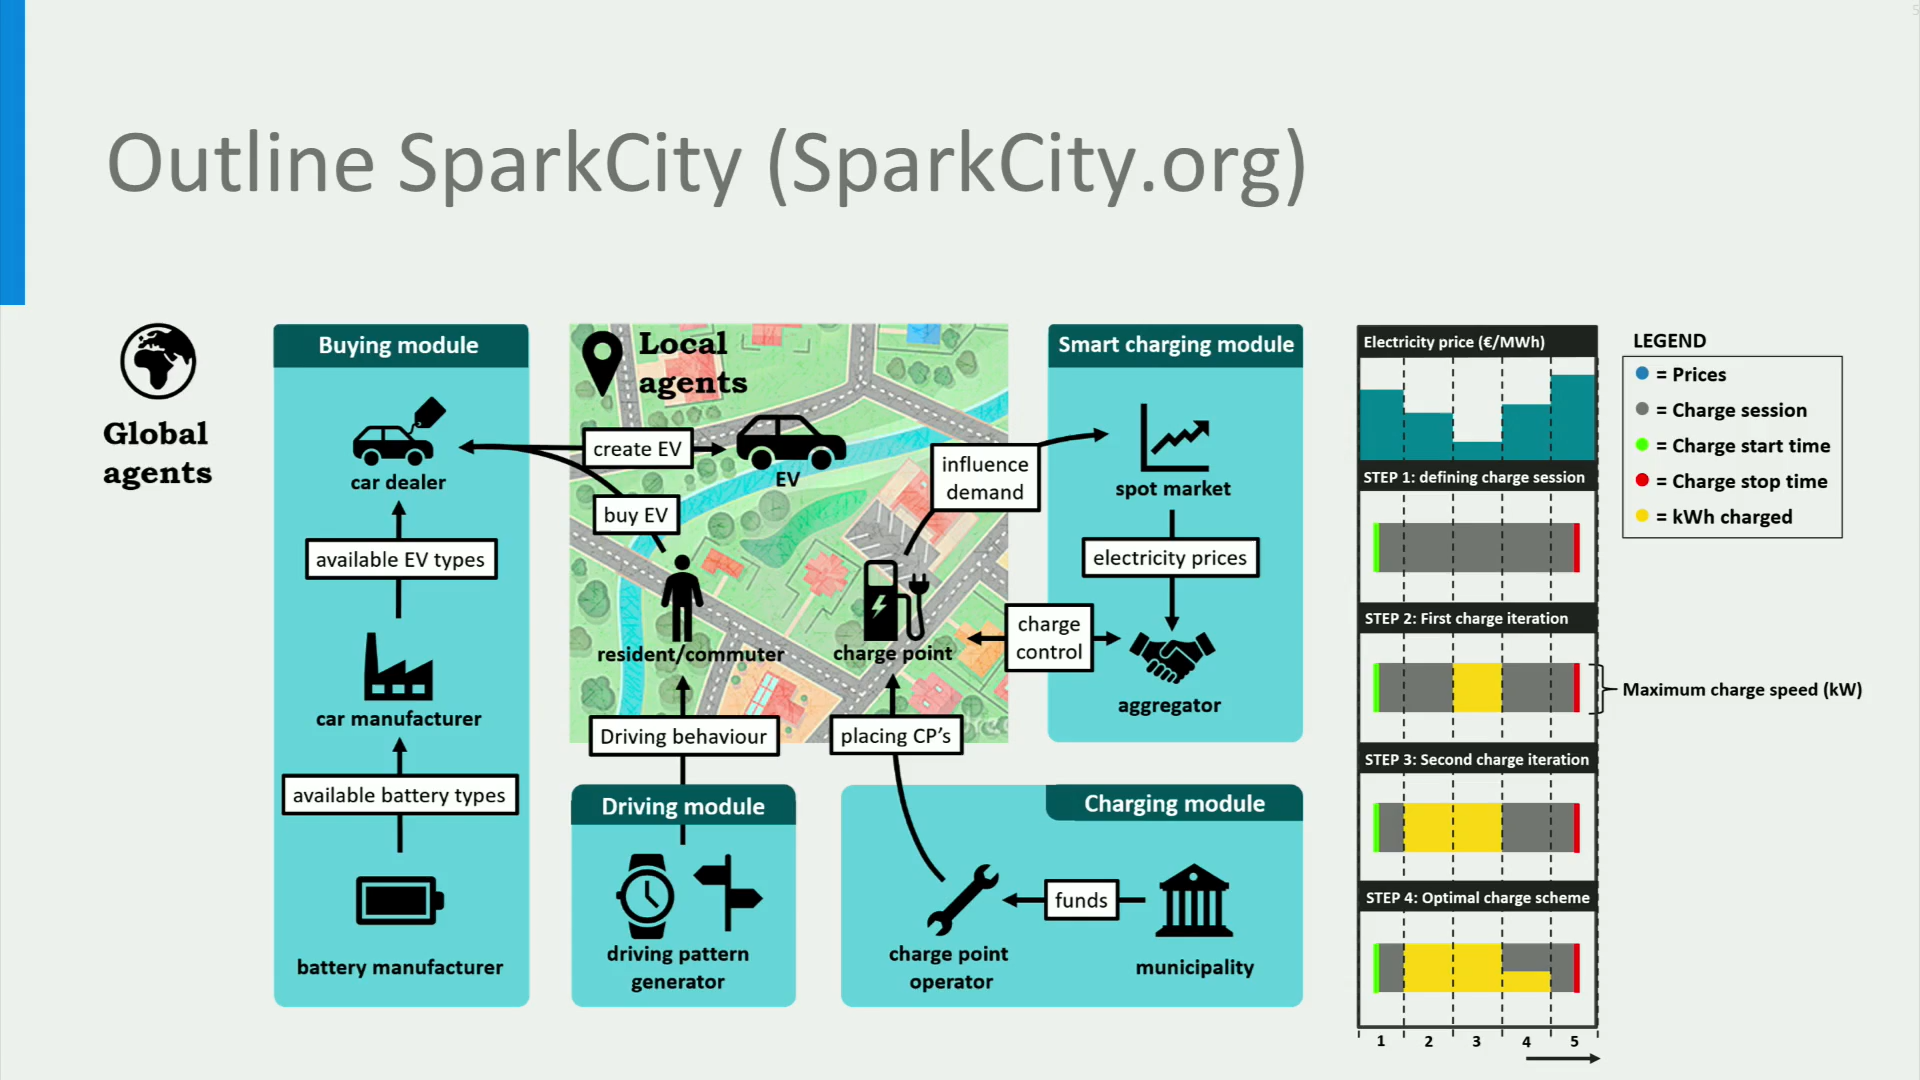 5
Outline SparkCity (SparkCity.org)
Global
agents
Buying module
car dealer
available EV types
car manufacturer
available battery types
battery manufacturer
Local
agents
create EV
EV
buy EV
resident/commuter
charge point
influence
demand
charge
control
Driving behaviour
placing CP's
Driving module
driving pattern
generator
Smart charging module
spot market
electricity prices
aggregator
Charging module
charge point
operator
funds
municipality
Electricity price (€/MWh)
STEP 1: defining charge session
STEP 2: First charge iteration
STEP 3: Second charge iteration
STEP 4: Optimal charge scheme
1 2 3 4 5
LEGEND
= Prices
= Charge session
= Charge start time
= Charge stop time
= kWh charged
Maximum charge speed (kW)